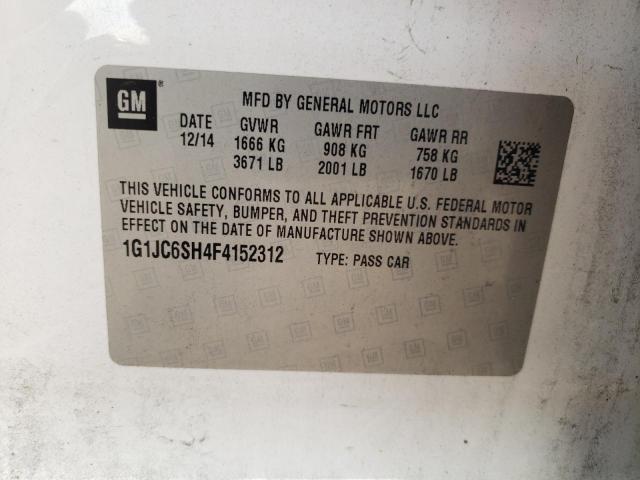 GM
MFD BY GENERAL MOTORS LLC
DATE GVWR GAWR FRT GAWR RR
12/14 1666 KG 908 KG 758 KG
3671 LB 2001 LB 1670 LB
THIS VEHICLE CONFORMS TO ALL APPLICABLE U.S. FEDERAL MOTOR
VEHICLE SAFETY, BUMPER, AND THEFT PREVENTION STANDARDS IN
EFFECT ON THE DATE OF MANUFACTURE SHOWN ABOVE.
1G1JC6SH4F4152312 TYPE: PASS CAR